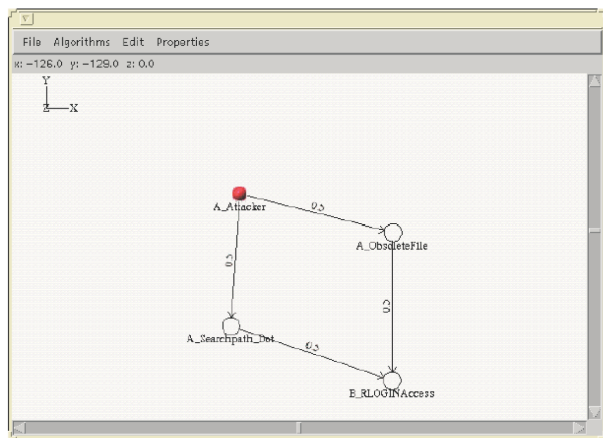 File Algorithms Edit Properties
x: -126.0 y: -129.0 z: 0.0
Y
Z X
A_Attacker
0.5
A_ObsoleteFile
0.5
0.5
A_Searchpath_Dot
0.5
B_RLOGINAccess